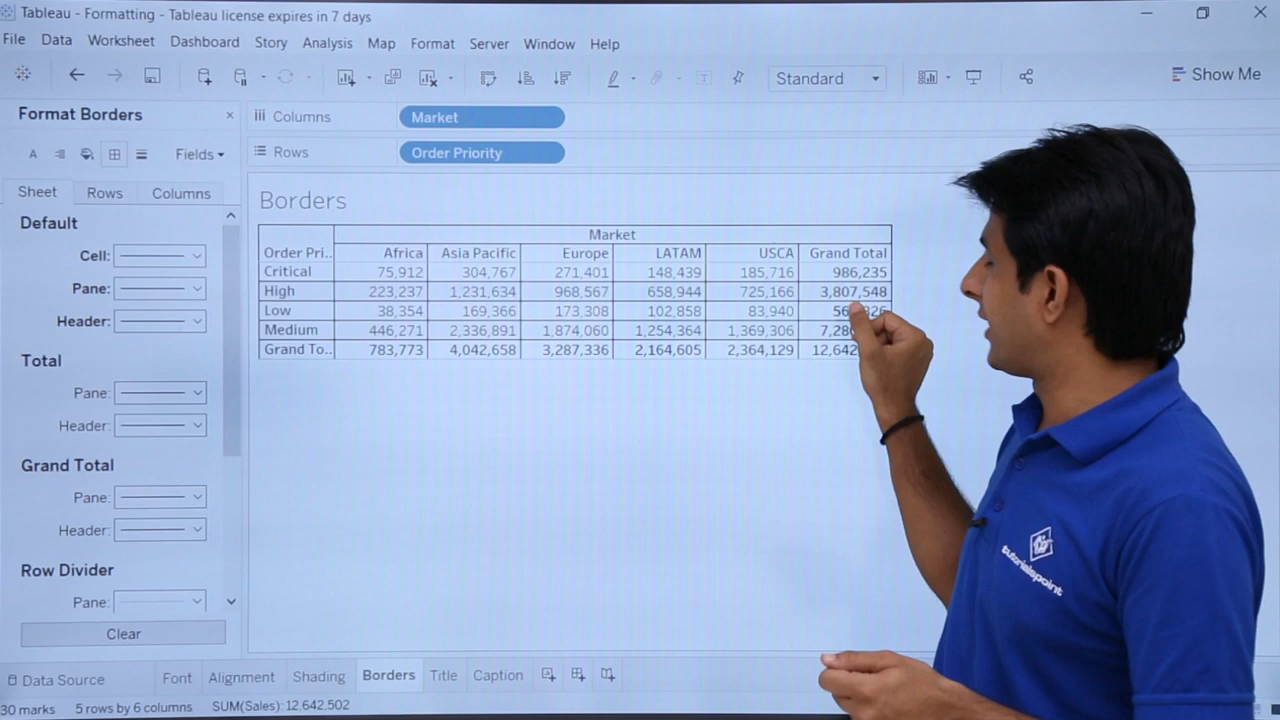 Tableau - Formatting - Tableau license expires in 7 days
File Data Worksheet Dashboard Story Analysis Map Format Server Window Help
Standard
Show Me
Format Borders
Fields
Sheet Rows Columns
Default
Cell:
Pane:
Header:
Total
Pane:
Header:
Grand Total
Pane:
Header:
Row Divider
Pane:
Clear
Columns Market
Rows Order Priority
Borders
Market
Order Pri.. Africa Asia Pacific Europe LATAM USCA Grand Total
Critical 75,912 304,767 271,401 148,439 185,716 986,235
High 223,237 1,231,634 968,567 658,944 725,166 3,807,548
Low 38,354 169,366 173,308 102,858 83,940
Medium 446,271 2,336,891 1,874,060 1,254,364 1,369,306
Grand To.. 783,773 4,042,658 3,287,336 2,164,605 2,364,129
tutorialspoint
Data Source Font Alignment Shading Borders Title Caption
30 marks 5 rows by 6 columns SUM(Sales): 12,642,502